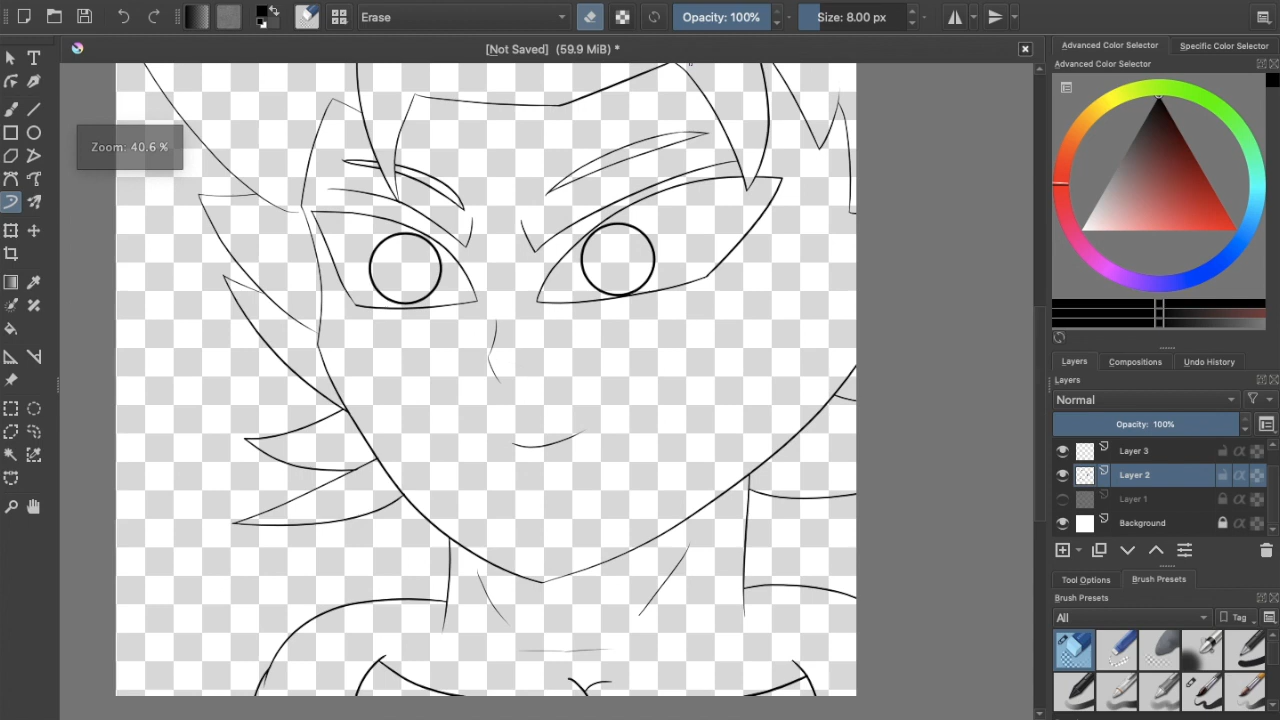 Erase
Opacity: 100%
Size: 8.00 px
[Not Saved] (59.9 MiB) *
Zoom: 40.6 %
Advanced Color Selector
Specific Color Selector
Advanced Color Selector
Layers
Compositions
Undo History
Layers
Normal
Opacity: 100%
Layer 3
Layer 2
Layer 1
Background
Tool Options
Brush Presets
Brush Presets
All
Tag